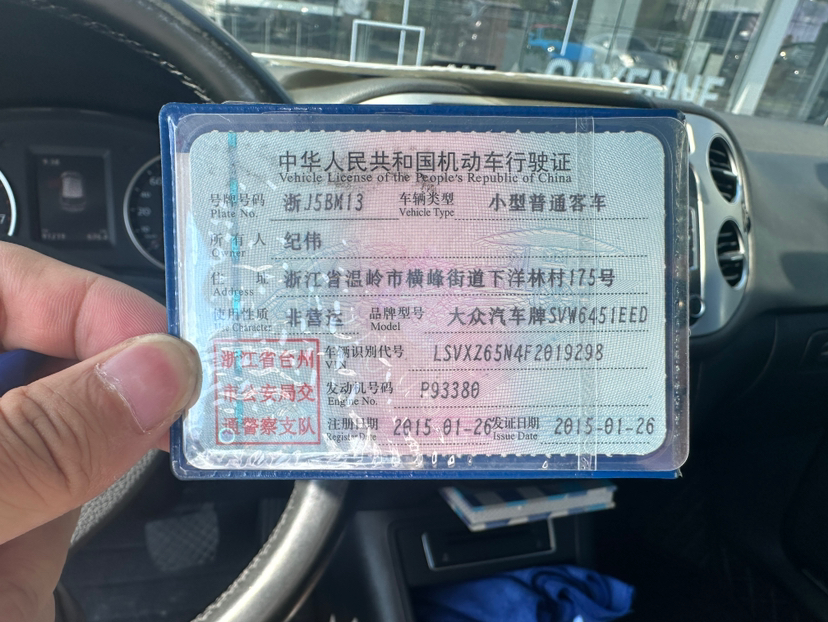 中华人民共和国机动车行驶证
Vehicle License of the People's Republic of China
号牌号码 浙J5BM13 车辆类型 小型普通客车
Plate No. Vehicle Type
所有人 纪伟
Owner
住址 浙江省温岭市横峰街道下洋林村175号
Address
使用性质 非营运 品牌型号 大众汽车牌SVW6451EED
Use Character Model
浙江省台州 车辆识别代号 LSVXZ65N4F2019298
VIN
市公安局交 发动机号码 P93380
Engine No.
通警察支队 注册日期 2015-01-26 发证日期 2015-01-26
Register Date Issue Date